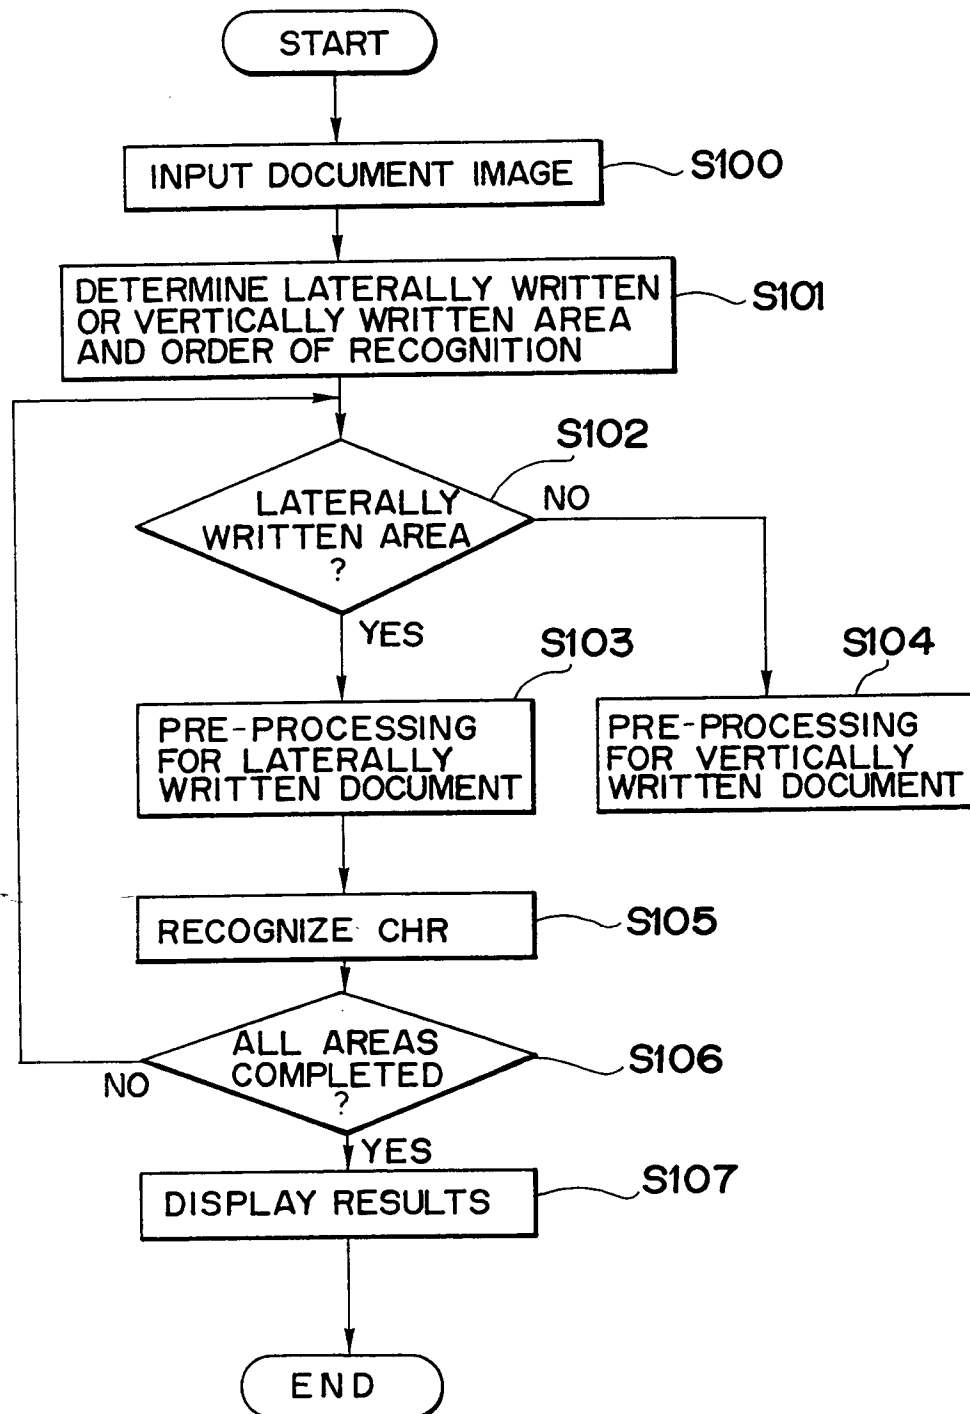 START
INPUT DOCUMENT IMAGE
S100
DETERMINE LATERALLY WRITTEN
OR VERTICALLY WRITTEN AREA
AND ORDER OF RECOGNITION
S101
S102
LATERALLY
WRITTEN AREA
?
NO
YES
S103
PRE-PROCESSING
FOR LATERALLY
WRITTEN DOCUMENT
S104
PRE-PROCESSING
FOR VERTICALLY
WRITTEN DOCUMENT
RECOGNIZE CHR
S105
ALL AREAS
COMPLETED
?
S106
NO
YES
DISPLAY RESULTS
S107
END